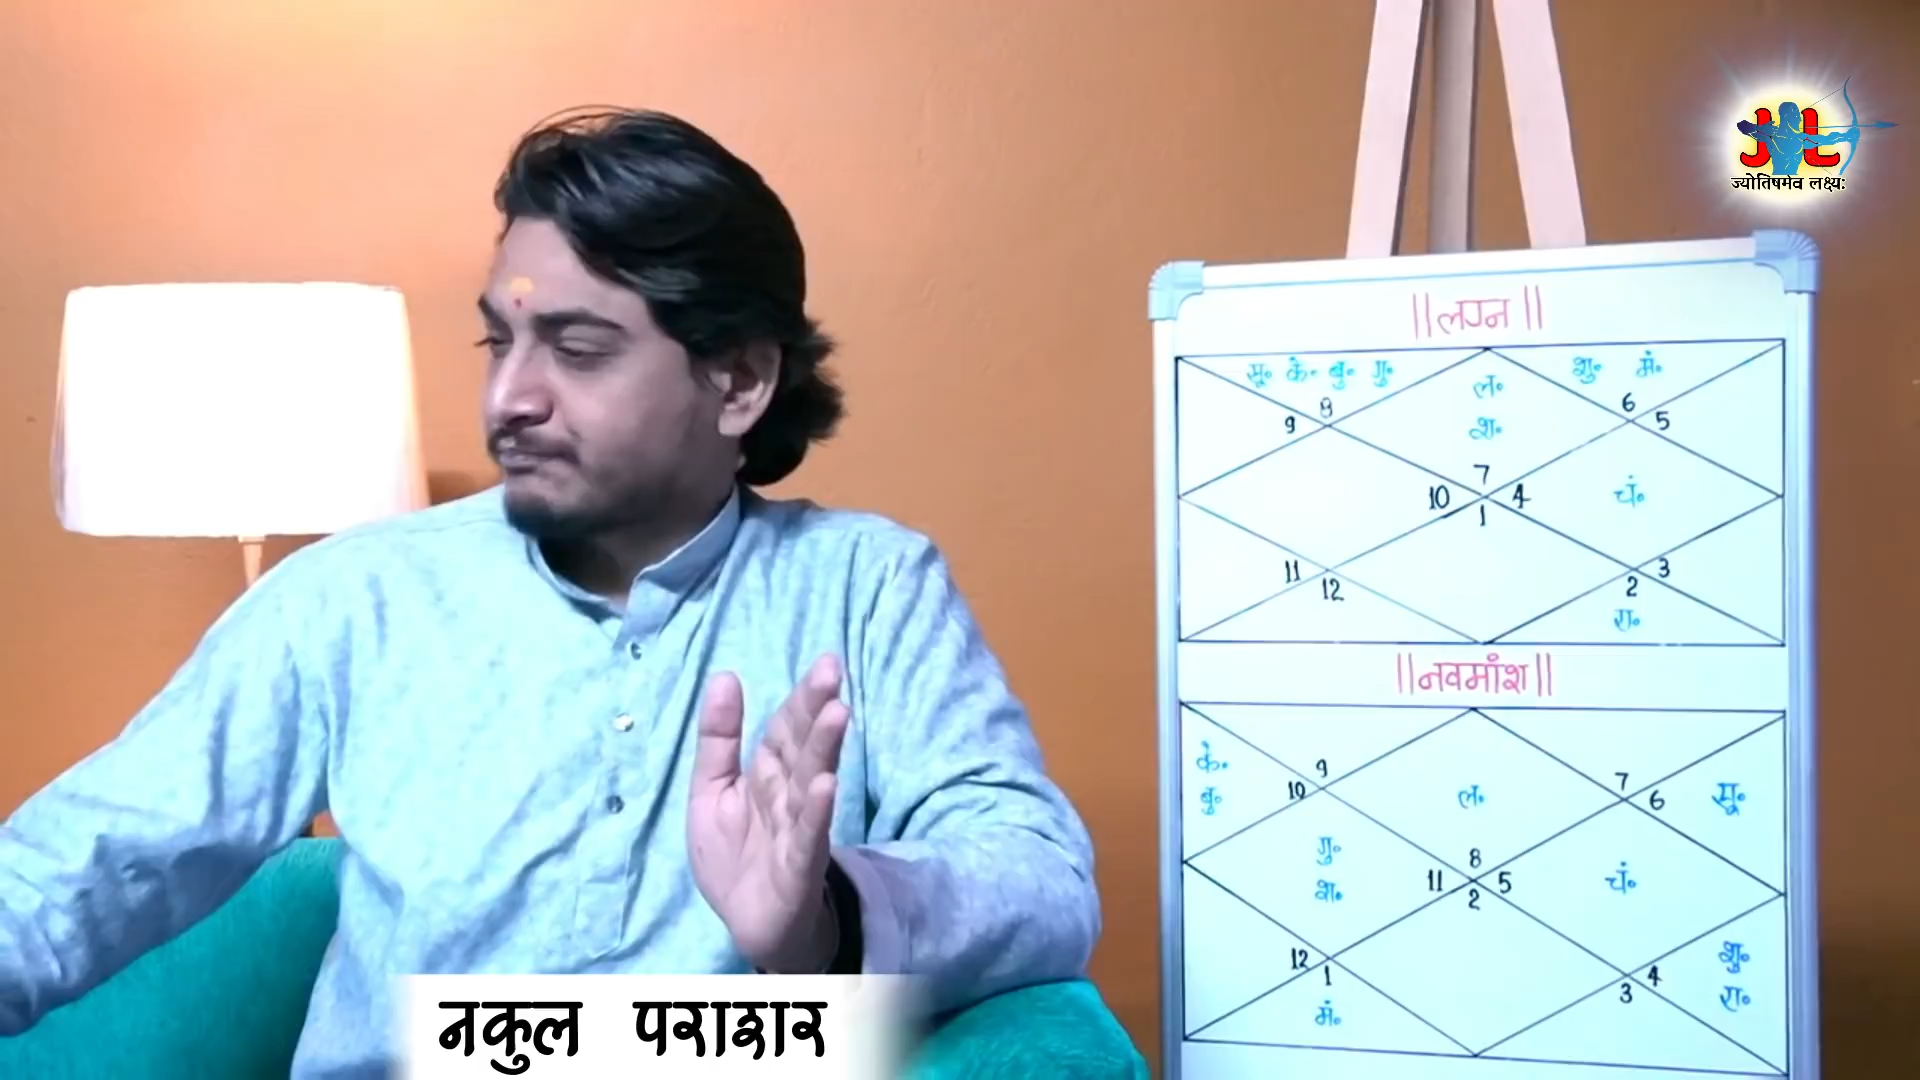 JL
ज्योतिषमेव लक्ष्य:
||लग्न||
सू॰ के॰ बु॰ गु॰
ल॰
शु॰ मं॰
8
6
9
श॰
5
7
10
4
चं॰
1
11
12
3
2
रा॰
||नवमांश||
के॰
9
7
बु॰
10
ल॰
6
सू॰
गु॰
8
श॰
11
5
चं॰
2
12
1
4
शु॰
3
रा॰
मं॰
नकुल पराशर